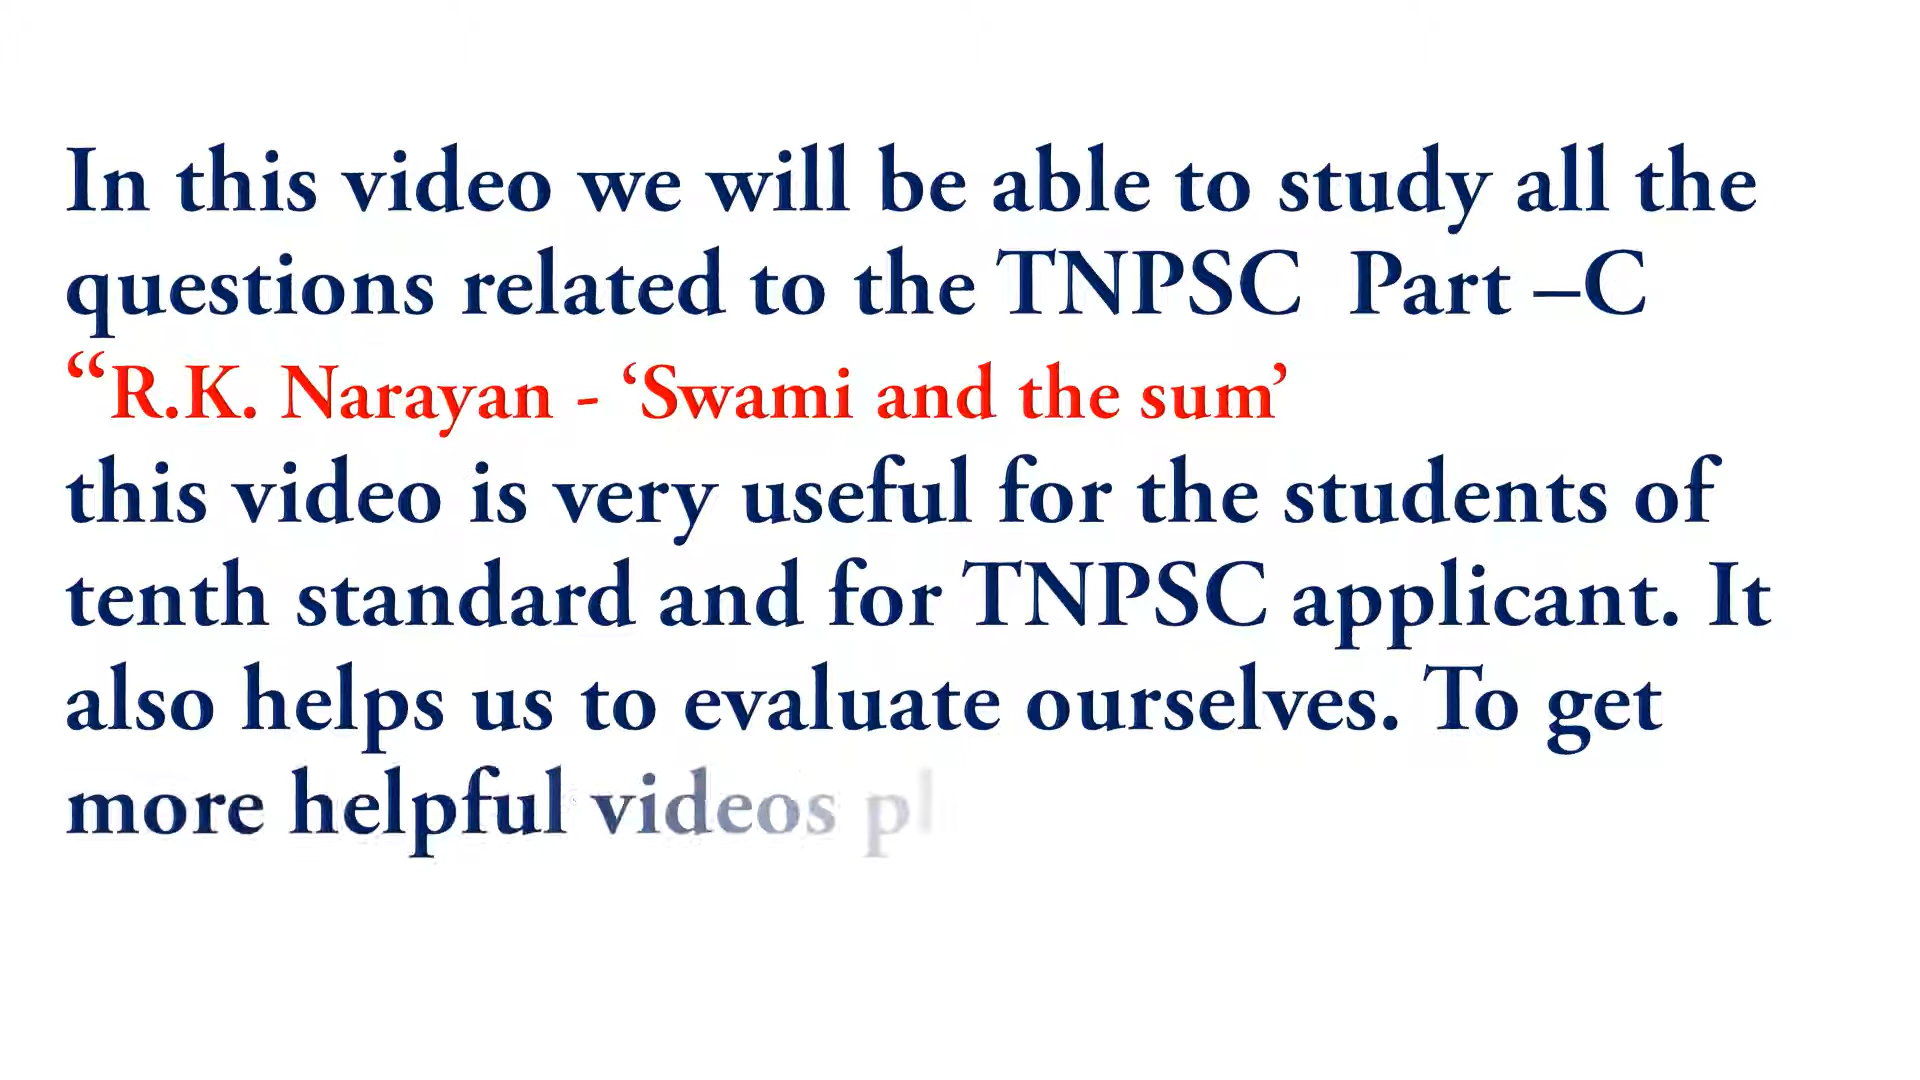 In this video we will be able to study all the
questions related to the TNPSC Part –C
“R.K. Narayan - ‘Swami and the sum’
this video is very useful for the students of
tenth standard and for TNPSC applicant. It
also helps us to evaluate ourselves. To get
more helpful videos